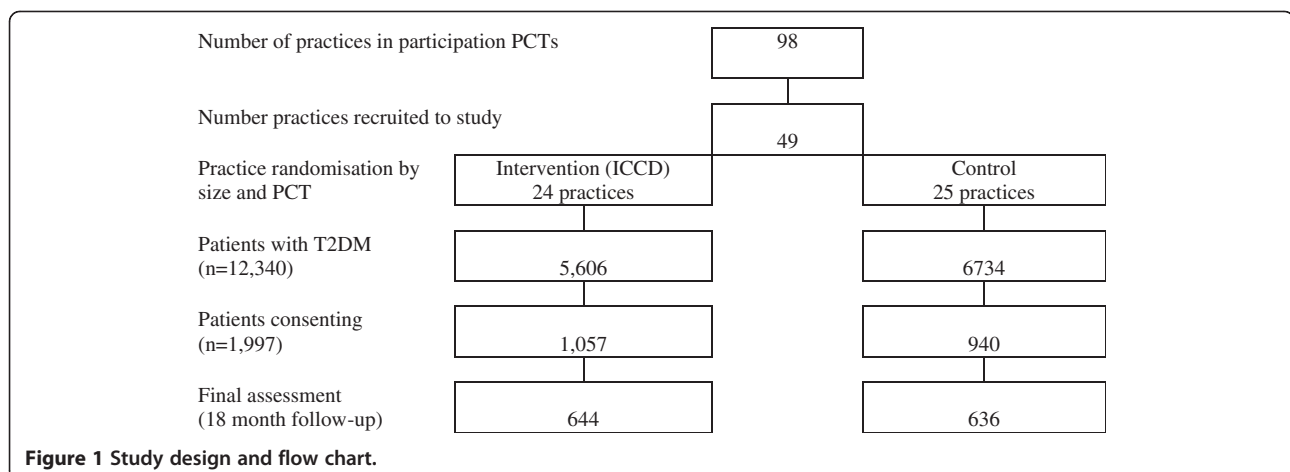 Number of practices in participation PCTs
98
Number practices recruited to study
49
Practice randomisation by
size and PCT
Intervention (ICCD)
24 practices
Control
25 practices
Patients with T2DM
(n=12,340)
5,606
6734
Patients consenting
(n=1,997)
1,057
940
Final assessment
(18 month follow-up)
644
636
Figure 1 Study design and flow chart.